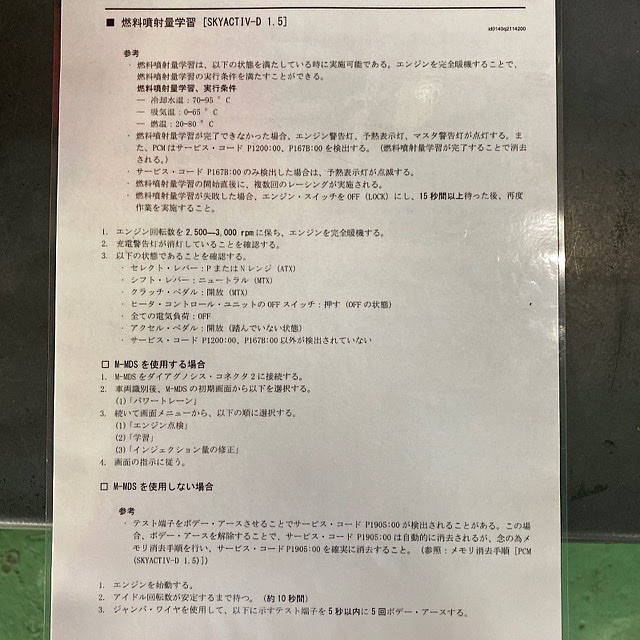 ■ 燃料噴射量学習 [SKYACTIV-D 1.5]
id0140q2114200
参考
・ 燃料噴射量学習は、以下の状態を満たしている時に実施可能である。エンジンを完全暖機することで、
燃料噴射量学習の実行条件を満たすことができる。
燃料噴射量学習、実行条件
― 冷却水温:70―95 °C
― 吸気温:0―65 °C
― 燃温:20―80 °C
・ 燃料噴射量学習が完了できなかった場合、エンジン警告灯、予熱表示灯、マスタ警告灯が点灯する。ま
た、PCMはサービス・コード P1200:00、P167B:00 を検出する。(燃料噴射量学習が完了することで消去
される。)
・ サービス・コード P167B:00 のみ検出した場合は、予熱表示灯が点滅する。
・ 燃料噴射量学習の開始直後に、複数回のレーシングが実施される。
・ 燃料噴射量学習が失敗した場合、エンジン・スイッチを OFF (LOCK) にし、15 秒間以上待った後、再度
作業を実施すること。
1. エンジン回転数を 2,500―3,000 rpm に保ち、エンジンを完全暖機する。
2. 充電警告灯が消灯していることを確認する。
3. 以下の状態であることを確認する。
・ セレクト・レバー:P または N レンジ (ATX)
・ シフト・レバー:ニュートラル (MTX)
・ クラッチ・ペダル:開放 (MTX)
・ ヒータ・コントロール・ユニットの OFF スイッチ:押す (OFF の状態)
・ 全ての電気負荷:OFF
・ アクセル・ペダル:開放 (踏んでいない状態)
・ サービス・コード P1200:00、P167B:00 以外が検出されていない
□ M-MDS を使用する場合
1. M-MDS をダイアグノシス・コネクタ 2 に接続する。
2. 車両識別後、M-MDS の初期画面から以下を選択する。
(1)「パワートレーン」
3. 続いて画面メニューから、以下の順に選択する。
(1)「エンジン点検」
(2)「学習」
(3)「インジェクション量の修正」
4. 画面の指示に従う。
□ M-MDS を使用しない場合
参考
・ テスト端子をボデー・アースさせることでサービス・コード P1905:00 が検出されることがある。この場
合、ボデー・アースを解除することで、サービス・コード P1905:00 は自動的に消去されるが、念の為メ
モリ消去手順を行い、サービス・コード P1905:00 を確実に消去すること。(参照:メモリ消去手順 [PCM
(SKYACTIV-D 1.5)])
1. エンジンを始動する。
2. アイドル回転数が安定するまで待つ。(約 10 秒間)
3. ジャンパ・ワイヤを使用して、以下に示すテスト端子を 5 秒以内に 5 回ボデー・アースする。